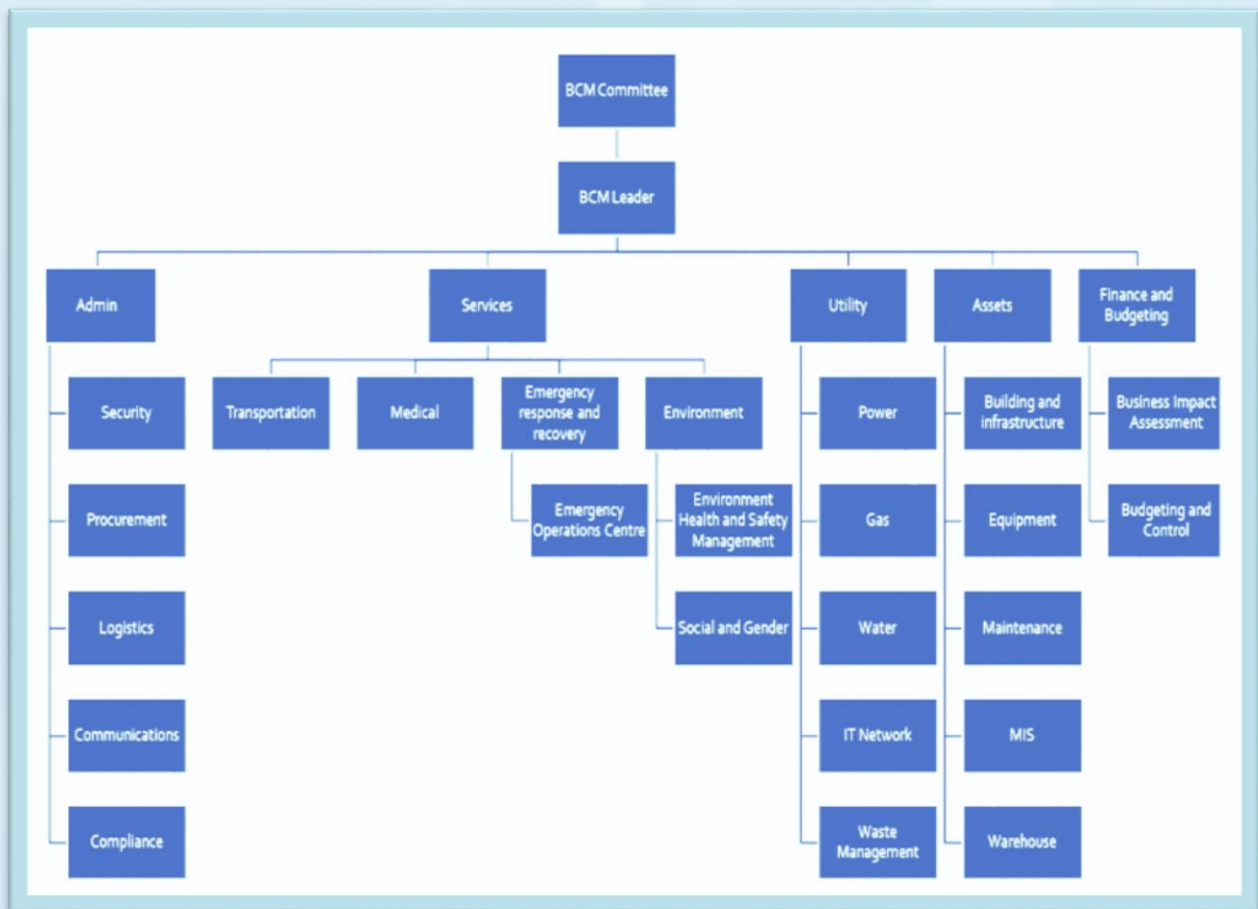 BCM Committee
BCM Leader
Admin
Services
Utility
Assets
Finance and
Budgeting
Security
Transportation
Medical
Emergency
response and
recovery
Environment
Power
Building and
infrastructure
Business Impact
Assessment
Procurement
Emergency
Operations Centre
Environment
Health and Safety
Management
Gas
Equipment
Budgeting and
Control
Logistics
Social and Gender
Water
Maintenance
Communications
IT Network
MIS
Compliance
Waste
Management
Warehouse